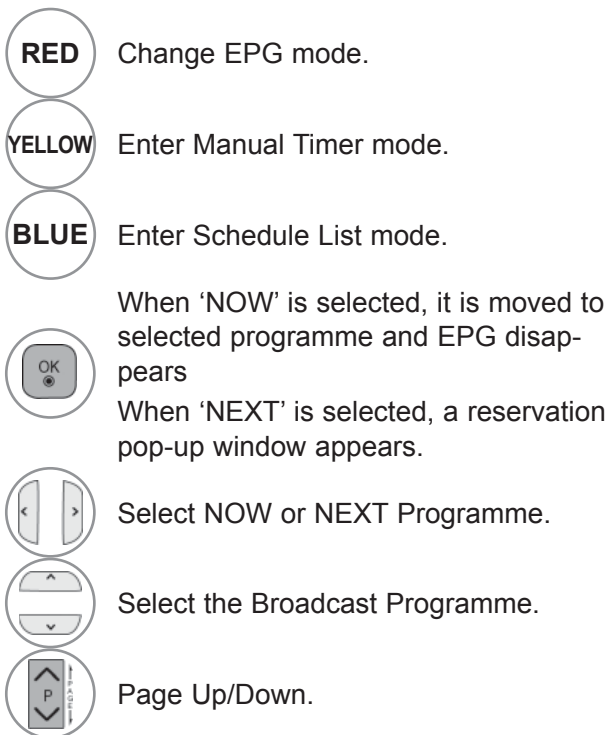 RED Change EPG mode.
YELLOW Enter Manual Timer mode.
BLUE Enter Schedule List mode.
When ‘NOW’ is selected, it is moved to
selected programme and EPG disap-
OK
pears
When ‘NEXT’ is selected, a reservation
pop-up window appears.
Select NOW or NEXT Programme.
Select the Broadcast Programme.
P PAGE Page Up/Down.